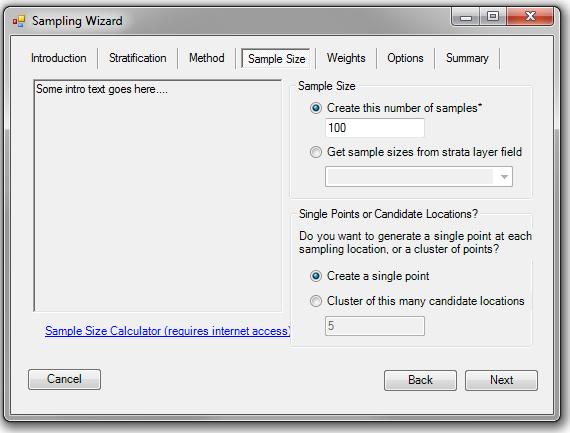 Sampling Wizard
Introduction
Stratification
Method
Sample Size
Weights
Options
Summary
Some intro text goes here....
Sample Size Calculator (requires internet access)
Sample Size
Create this number of samples*
100
Get sample sizes from strata layer field
Single Points or Candidate Locations?
Do you want to generate a single point at each
sampling location, or a cluster of points?
Create a single point
Cluster of this many candidate locations
5
Cancel
Back
Next